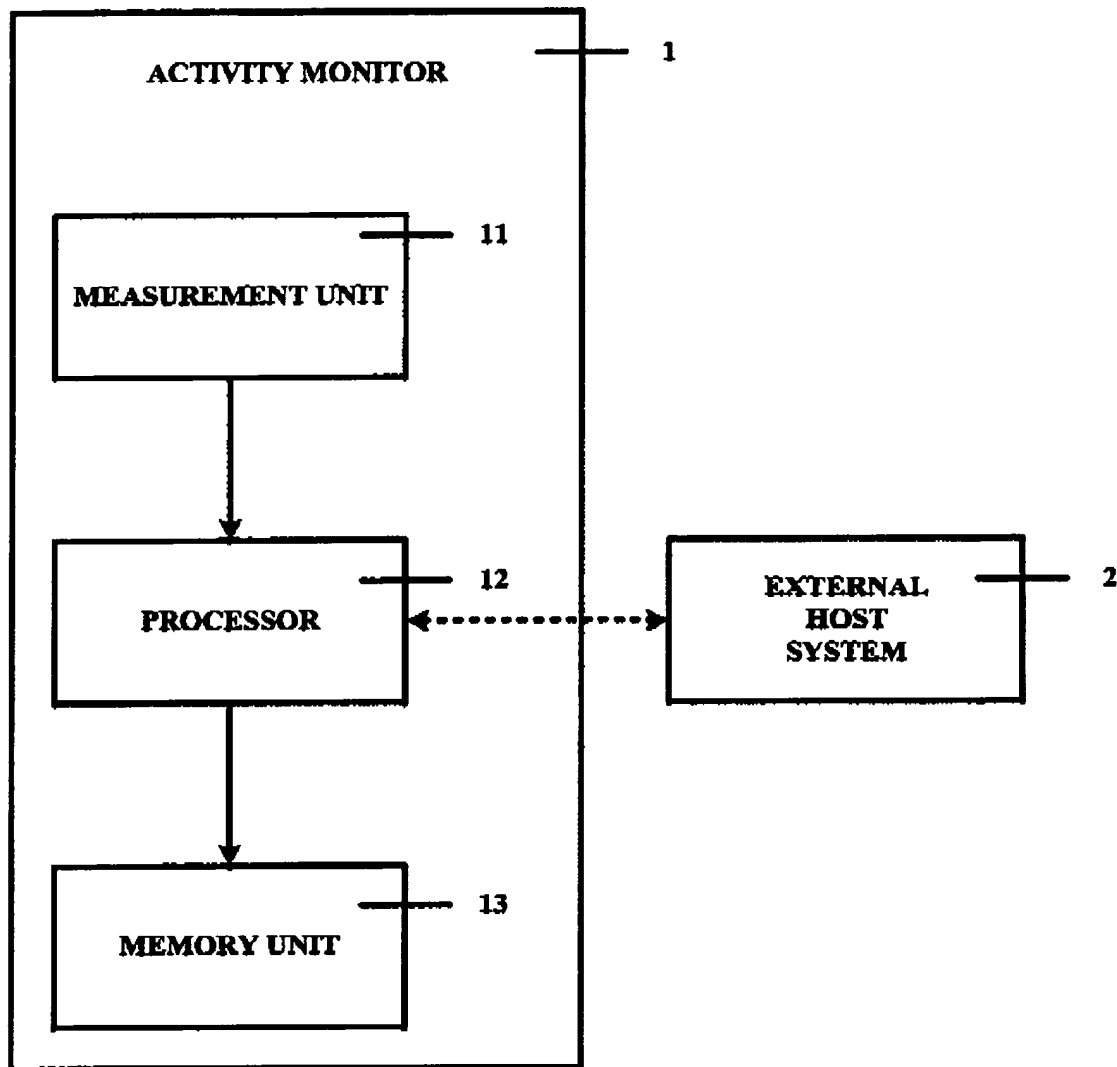 ACTIVITY MONITOR
1
11
MEASUREMENT UNIT
12
PROCESSOR
2
EXTERNAL
HOST
SYSTEM
13
MEMORY UNIT